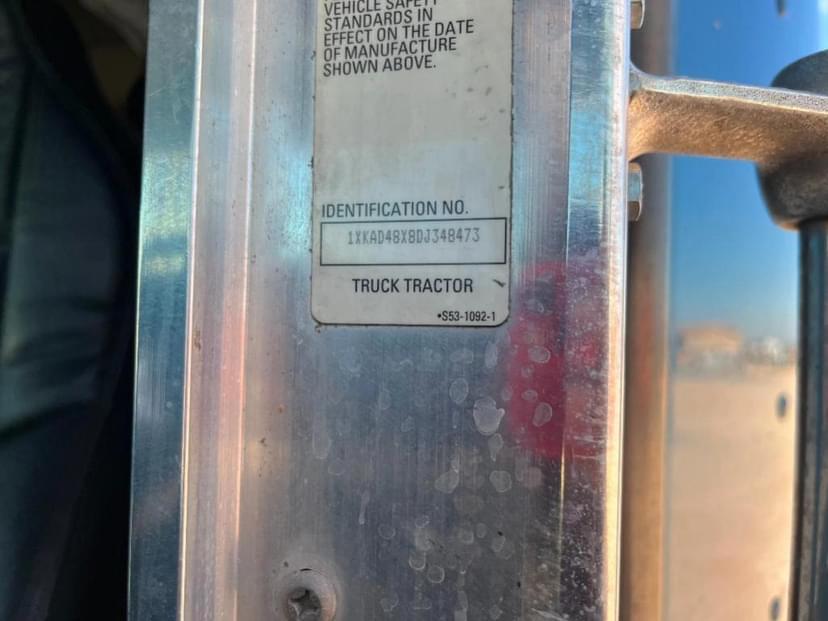 VEHICLE SAFETY
STANDARDS IN
EFFECT ON THE DATE
OF MANUFACTURE
SHOWN ABOVE.
IDENTIFICATION NO.
1XKAD48X8DJ348473
TRUCK TRACTOR
•S53-1092-1